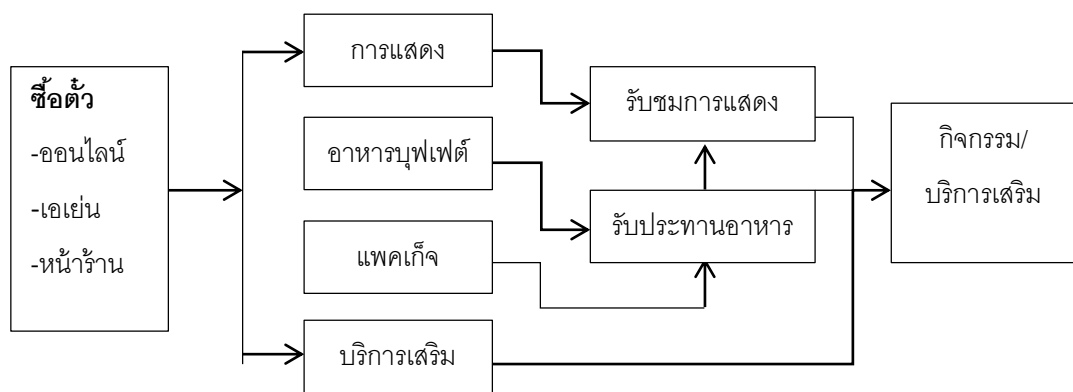 ซื้อตั๋ว
-ออนไลน์
-เอเย่น
-หน้าร้าน
การแสดง
อาหารบุฟเฟต์
แพคเก็จ
บริการเสริม
รับชมการแสดง
รับประทานอาหาร
กิจกรรม/
บริการเสริม